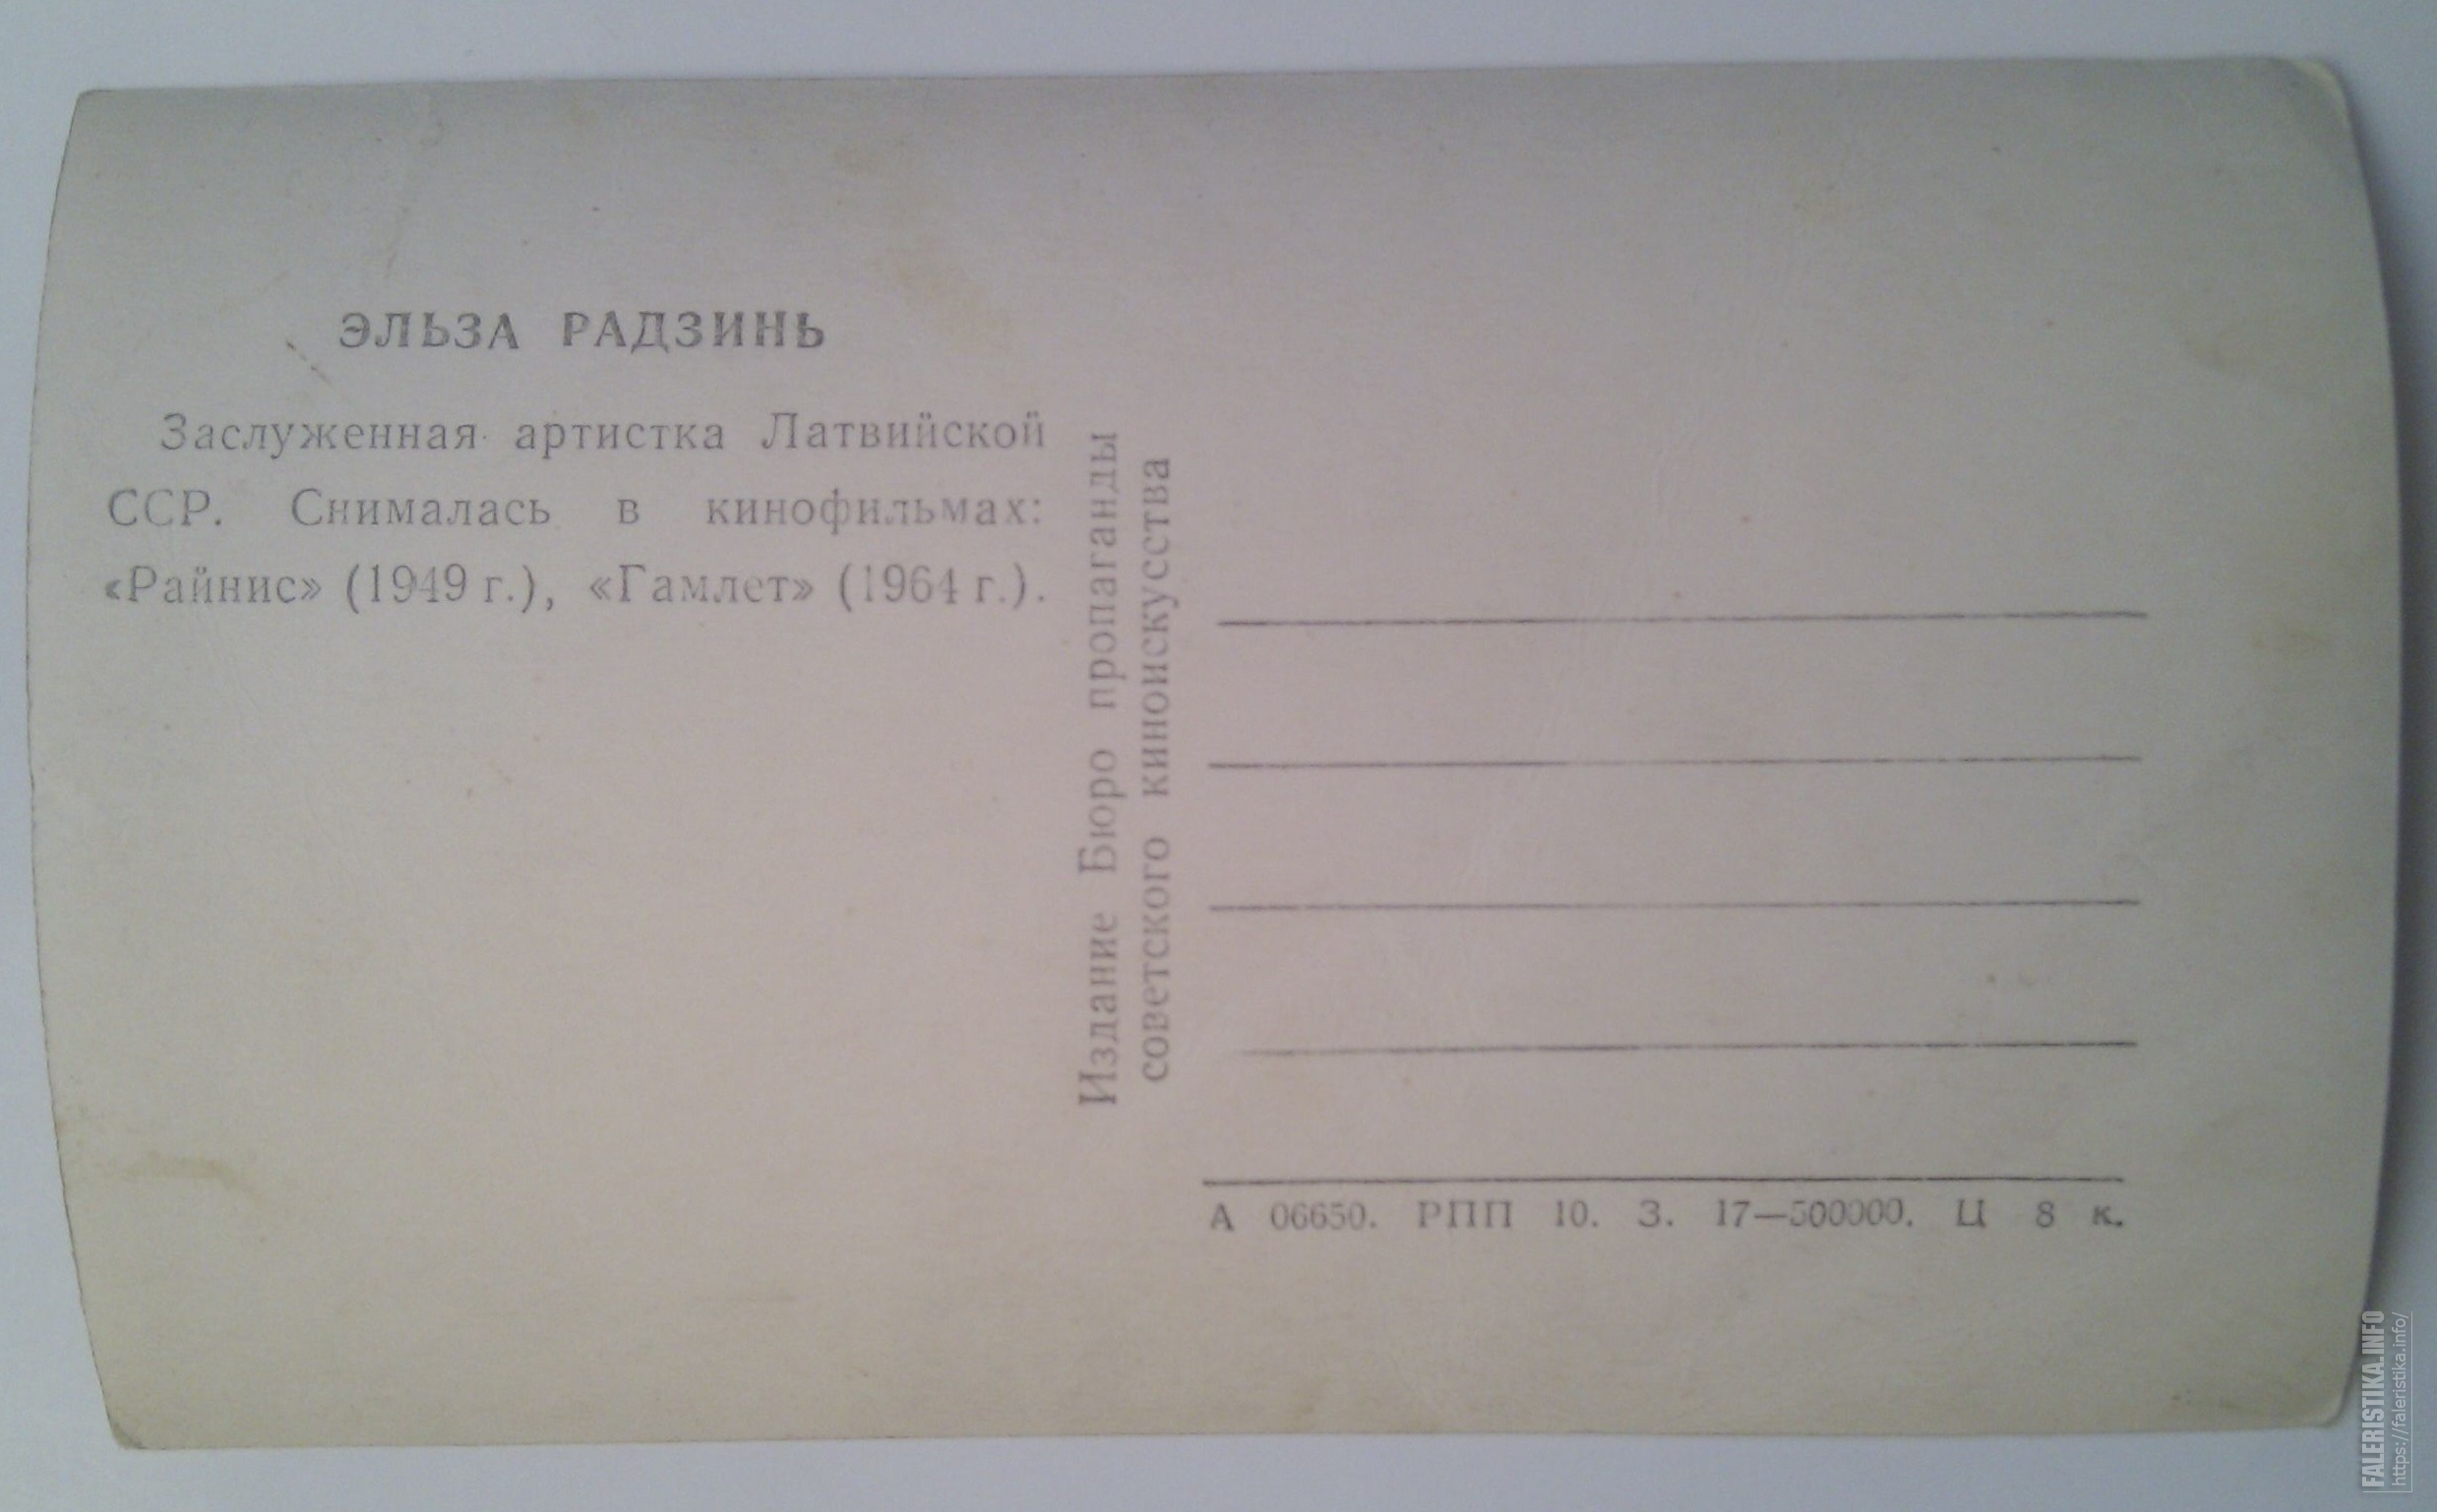 ЭЛЬЗА РАДЗИНЬ
Заслуженная артистка Латвийской
ССР. Снималась в кинофильмах:
«Райнис» (1949 г.), «Гамлет» (1964 г.).
Издание Бюро пропаганды
советского киноискусства
А 06650. РПП 10. З. 17—500000. Ц 8 к.
FALERISTIKA.INFO
https://faleristika.info/